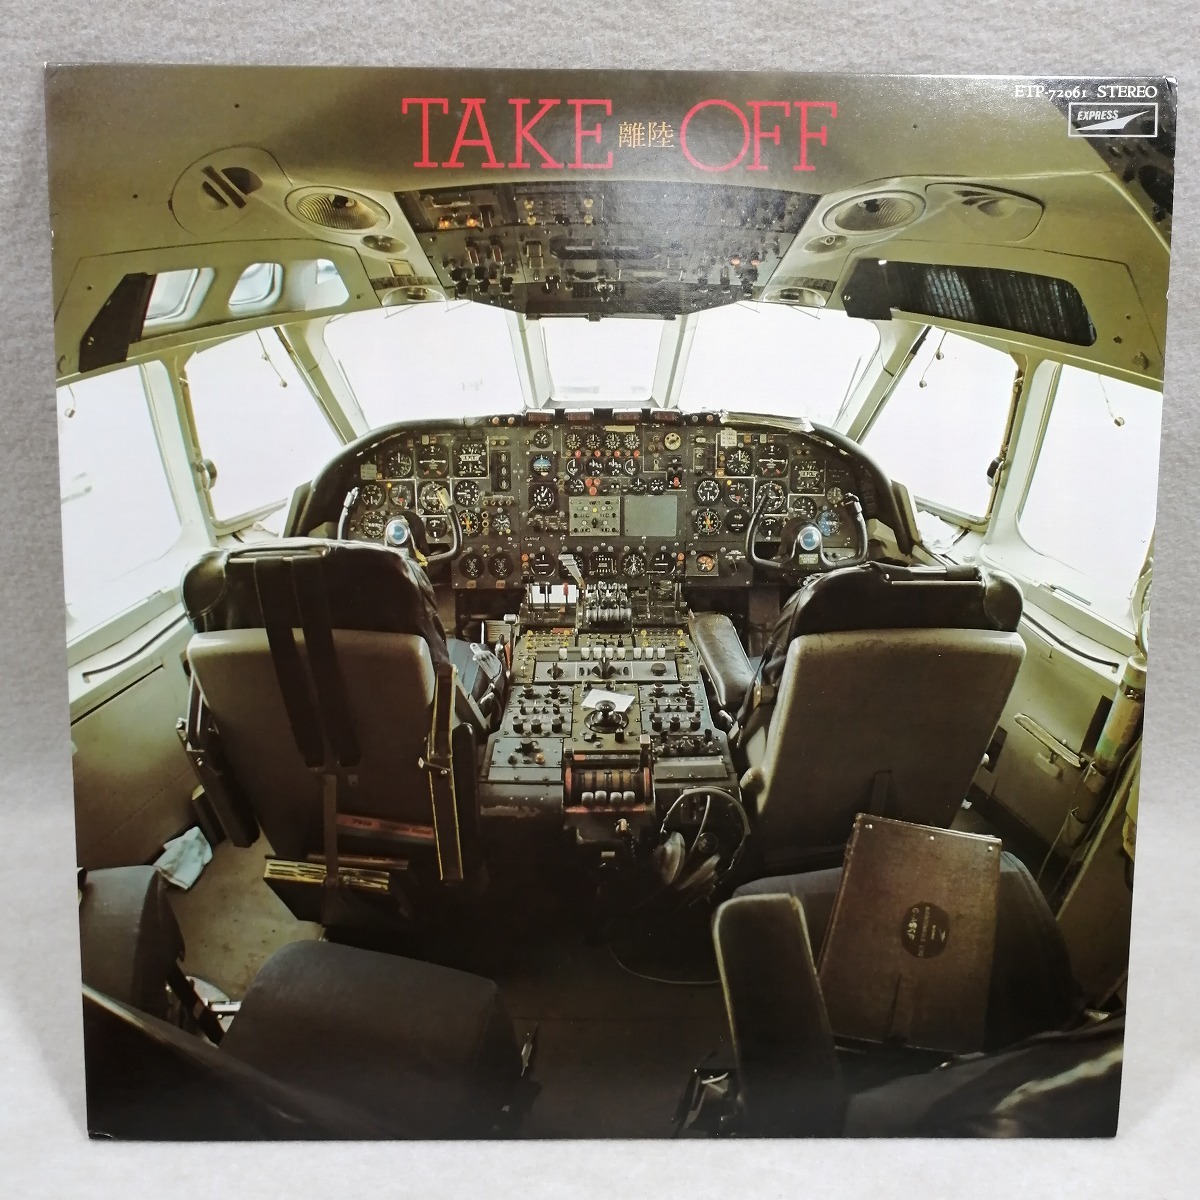 TAKE 離陸 OFF
ETP-72061 STEREO
EXPRESS